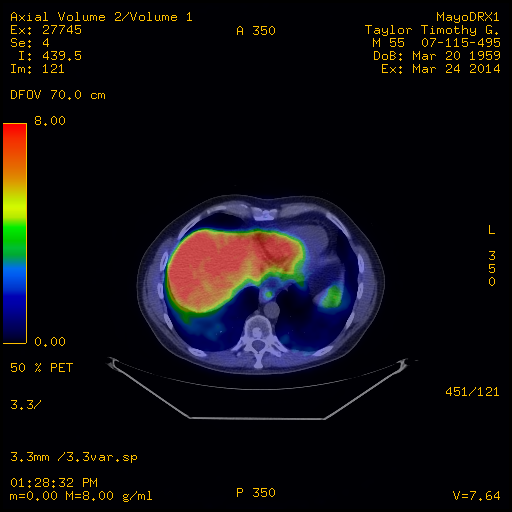 Axial Volume 2/Volume 1
Ex: 27745
Se: 4
I: 439.5
Im: 121
DFOV 70.0 cm
8.00
A 350
MayoDRX1
Taylor Timothy G.
M 55 07-115-495
DoB: Mar 20 1959
Ex: Mar 24 2014
L
3
5
0
0.00
50 % PET
3.3/
451/121
3.3mm /3.3var.sp
01:28:32 PM
m=0.00 M=8.00 g/ml
P 350
V=7.64